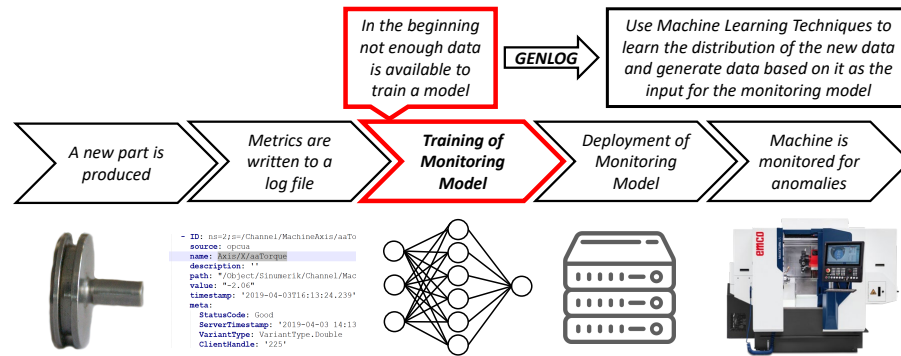 In the beginning
not enough data
is available to
train a model
GENLOG
Use Machine Learning Techniques to
learn the distribution of the new data
and generate data based on it as the
input for the monitoring model
A new part is
produced
Metrics are
written to a
log file
Training of
Monitoring
Model
Deployment of
Monitoring
Model
Machine is
monitored for
anomalies
- ID: ns=2;s=/Channel/MachineAxis/aaTo
source: opcua
name: Axis/X/aaTorque
description: ''
path: "/Object/Sinumerik/Channel/Mac
value: "-2.06"
timestamp: '2019-04-03T16:13:24.239'
meta:
StatusCode: Good
ServerTimestamp: '2019-04-03 14:13
VariantType: VariantType.Double
ClientHandle: '225'
emco